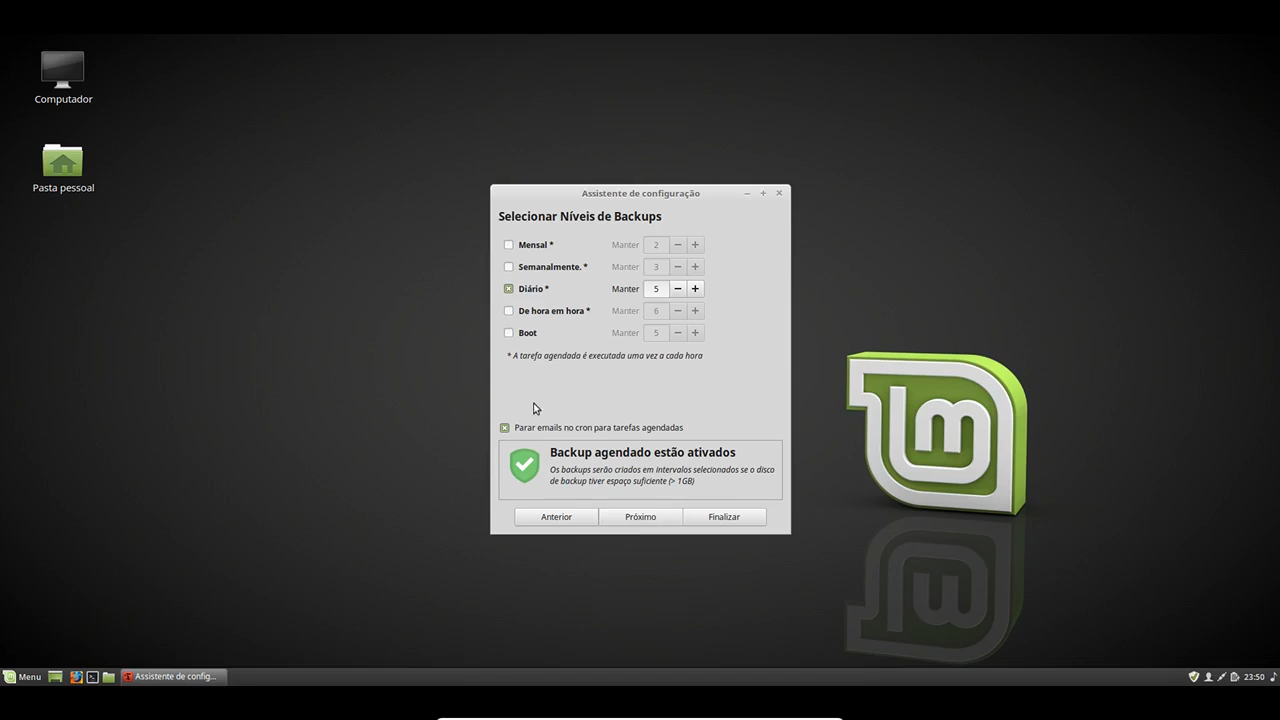 Computador
Pasta pessoal
Assistente de configuração
Selecionar Níveis de Backups
Mensal * Manter 2 − +
Semanalmente. * Manter 3 − +
Diário * Manter 5 − +
De hora em hora * Manter 6 − +
Boot Manter 5 − +
* A tarefa agendada é executada uma vez a cada hora
Parar emails no cron para tarefas agendadas
Backup agendado estão ativados
Os backups serão criados em intervalos selecionados se o disco
de backup tiver espaço suficiente (> 1GB)
Anterior Próximo Finalizar
Menu Assistente de config... 23:50